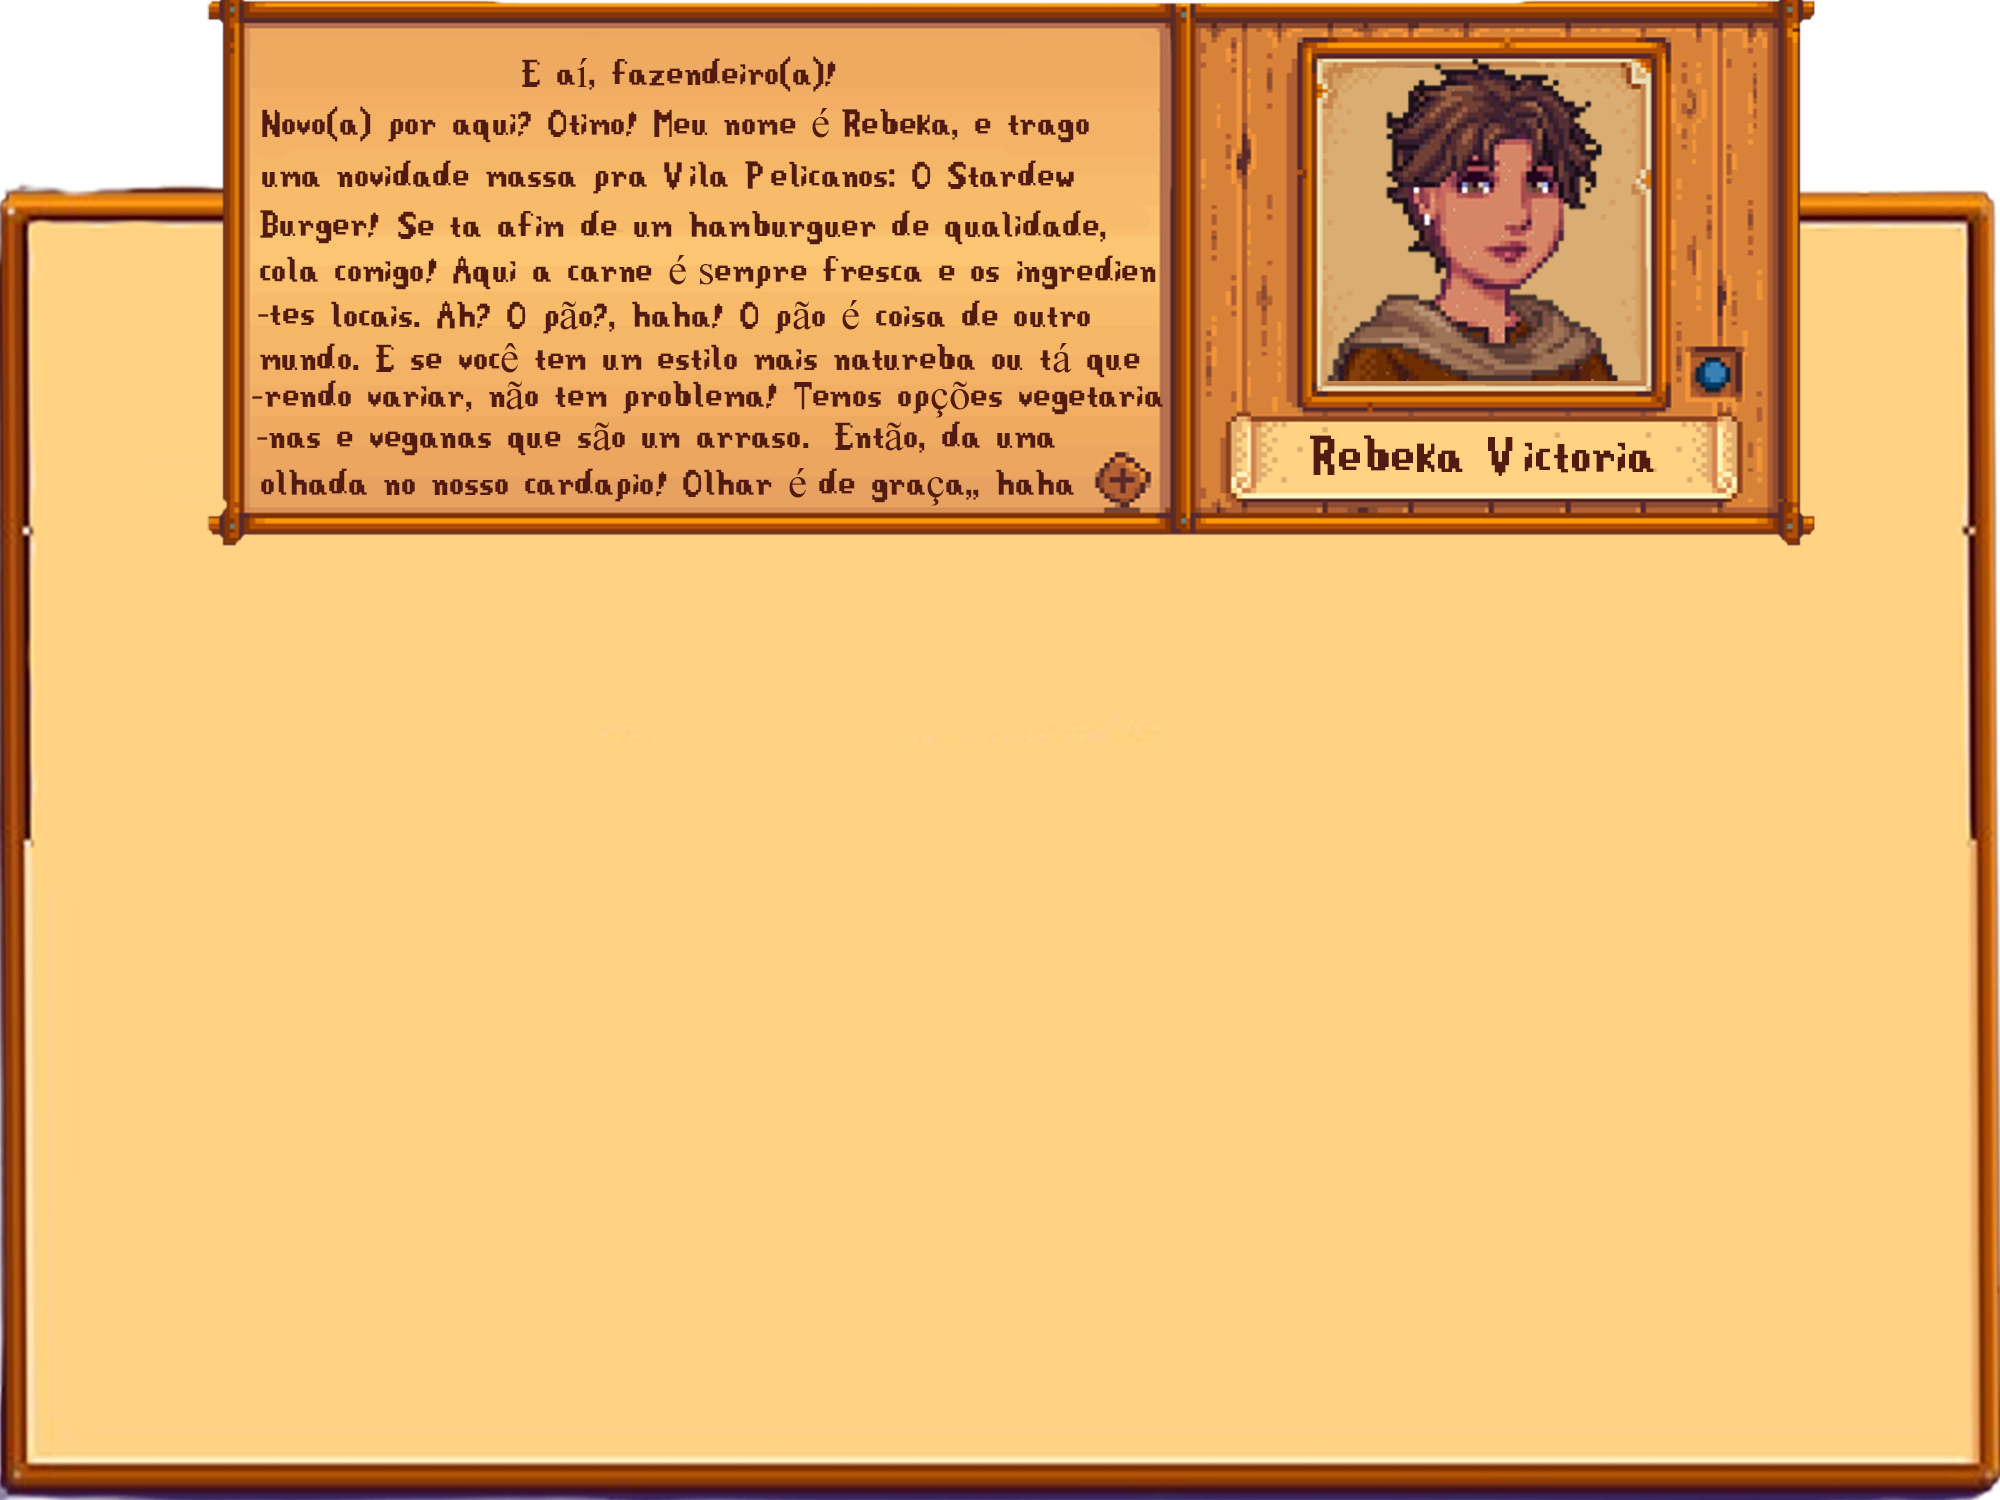 E aí, fazendeiro(a)!
Novo(a) por aqui? Otimo! Meu nome é Rebeka, e trago
uma novidade massa pra Vila Pelicanos: O Stardew
Burger! Se ta afim de um hamburguer de qualidade,
cola comigo! Aqui a carne é sempre fresca e os ingredien
-tes locais. Ah? O pão?, haha! O pão é coisa de outro
mundo. E se você tem um estilo mais natureba ou tá que
-rendo variar, não tem problema! Temos opções vegetaria
-nas e veganas que são um arraso. Então, da uma
olhada no nosso cardapio! Olhar é de graça,, haha
Rebeka Victoria